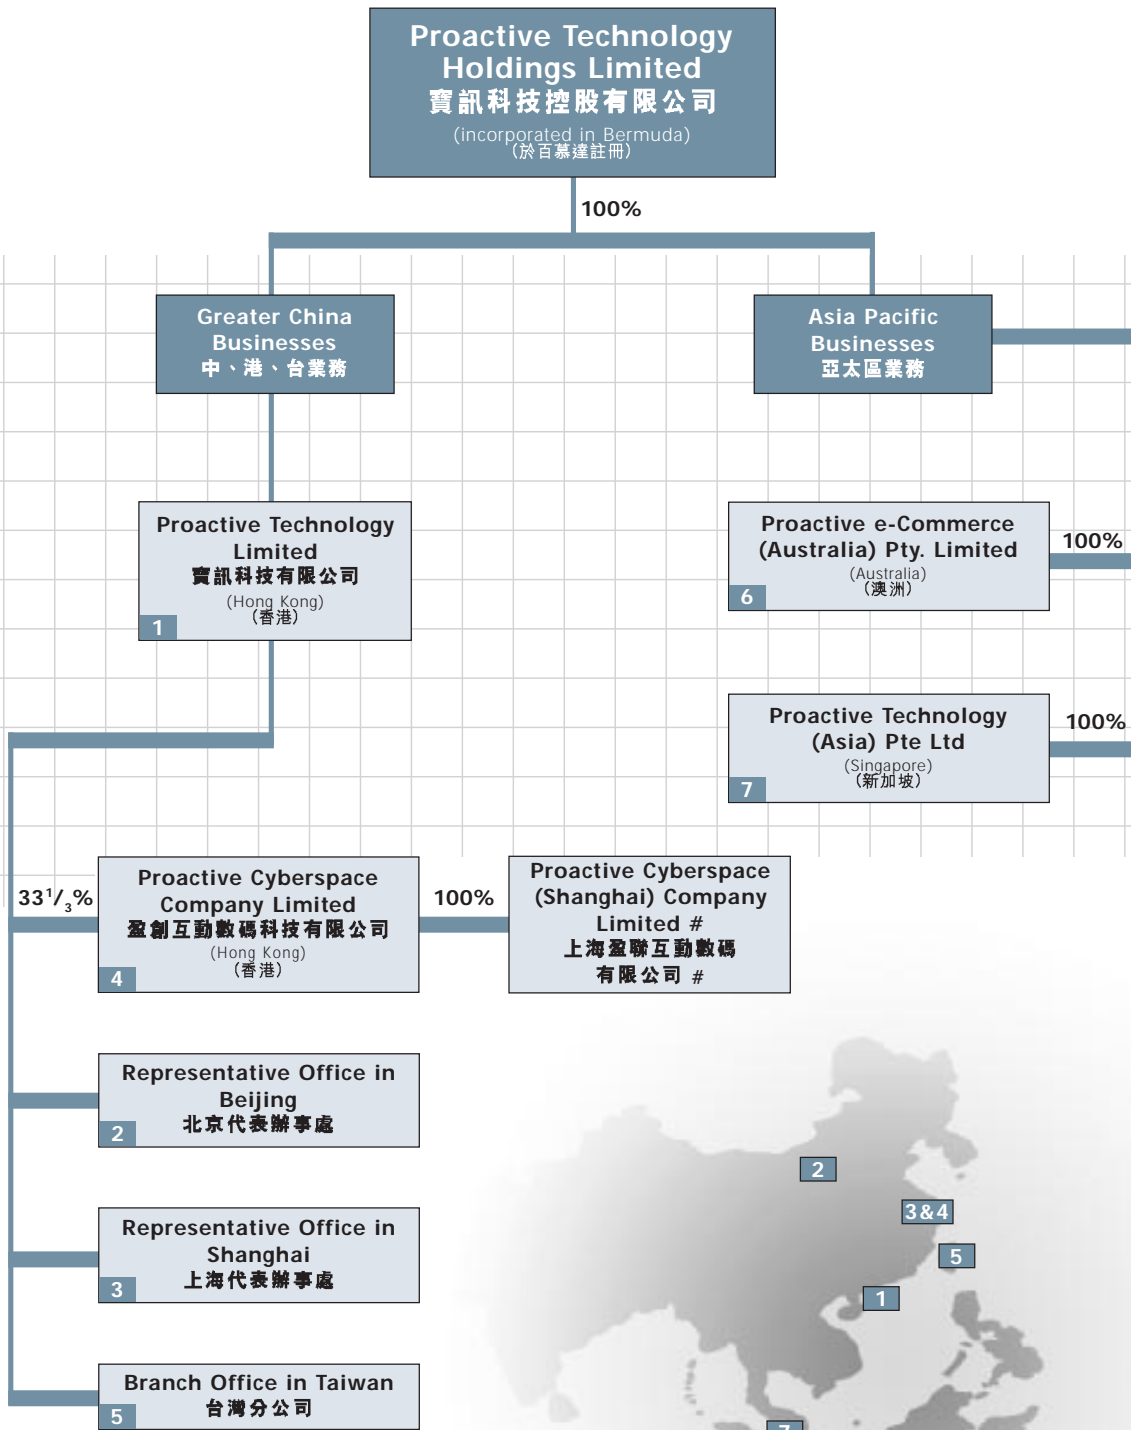 Proactive Technology
Holdings Limited
寶訊科技控股有限公司
(incorporated in Bermuda)
(於百慕達註冊)
100%
Greater China
Businesses
中、港、台業務
Asia Pacific
Businesses
亞太區業務
Proactive Technology
Limited
寶訊科技有限公司
(Hong Kong)
(香港)
1
Proactive e-Commerce
(Australia) Pty. Limited
(Australia)
(澳洲)
6
100%
Proactive Technology
(Asia) Pte Ltd
(Singapore)
(新加坡)
7
100%
33 1/3%
Proactive Cyberspace
Company Limited
盈創互動數碼科技有限公司
(Hong Kong)
(香港)
4
100%
Proactive Cyberspace
(Shanghai) Company
Limited #
上海盈聯互動數碼
有限公司 #
Representative Office in
Beijing
北京代表辦事處
2
Representative Office in
Shanghai
上海代表辦事處
3
Branch Office in Taiwan
台灣分公司
5
2
3&4
5
1
7